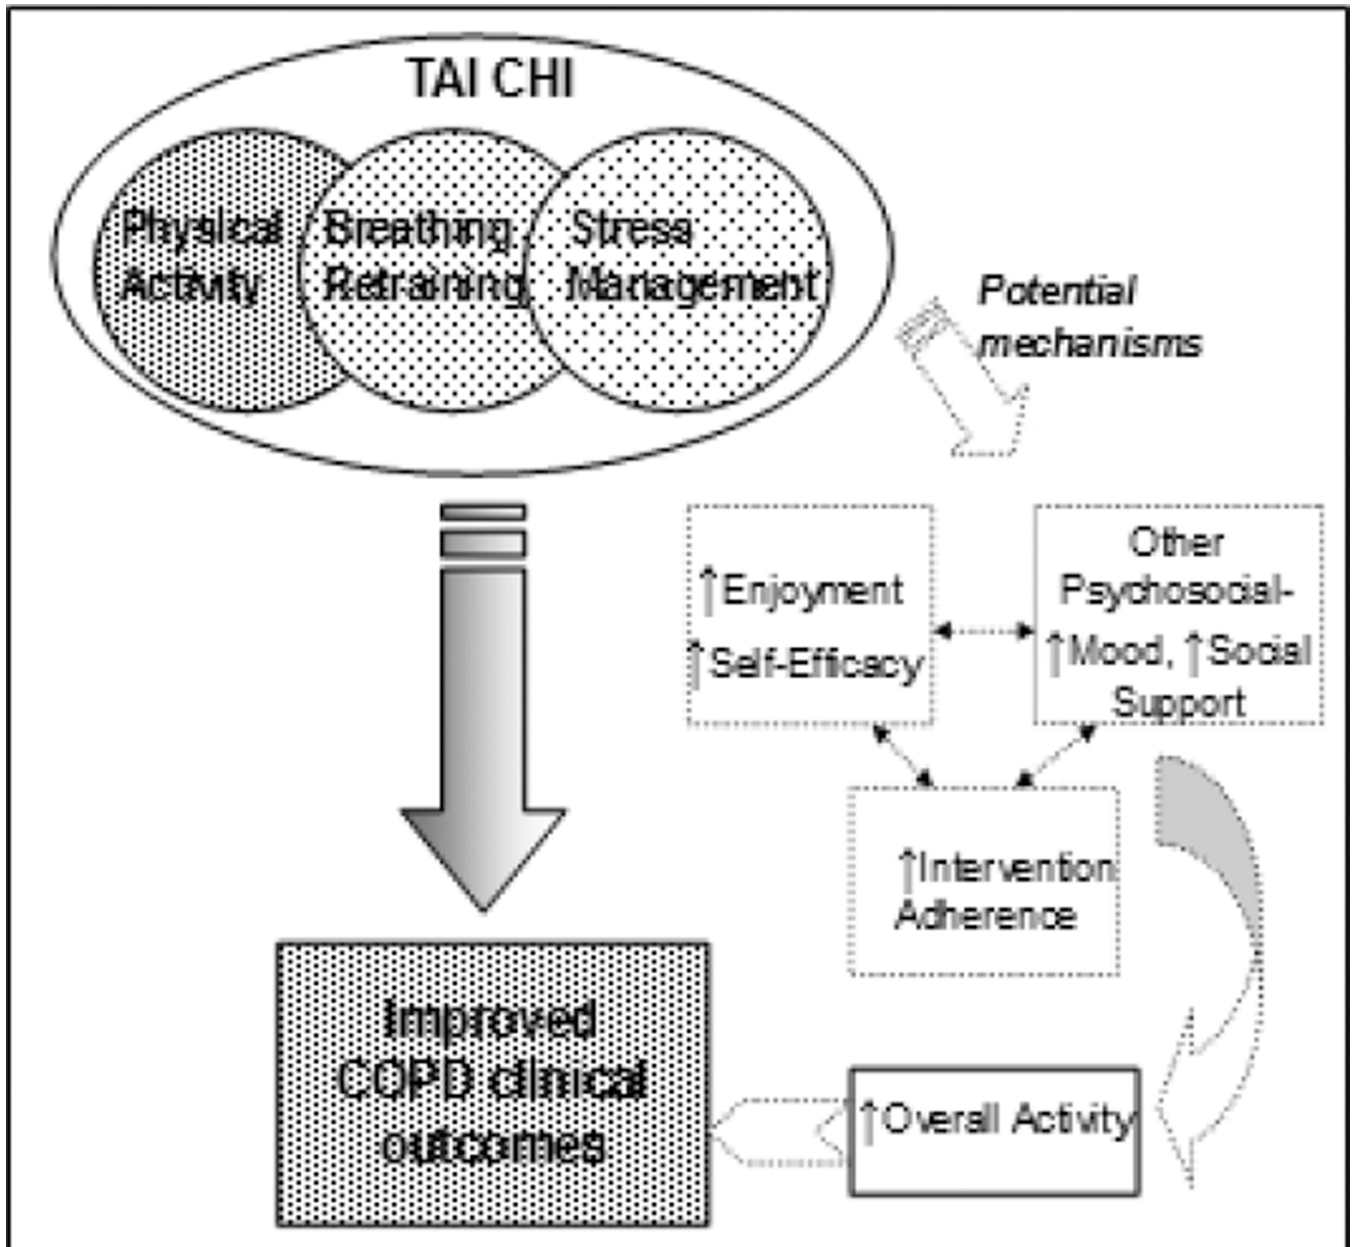 TAI CHI
Physical
Activity
Breathing
Retraining
Stress
Management
Potential
mechanisms
↑Enjoyment
↑Self-Efficacy
Other
Psychosocial-
↑Mood, ↑Social
Support
↑Intervention
Adherence
Improved
COPD clinical
outcomes
↑Overall Activity